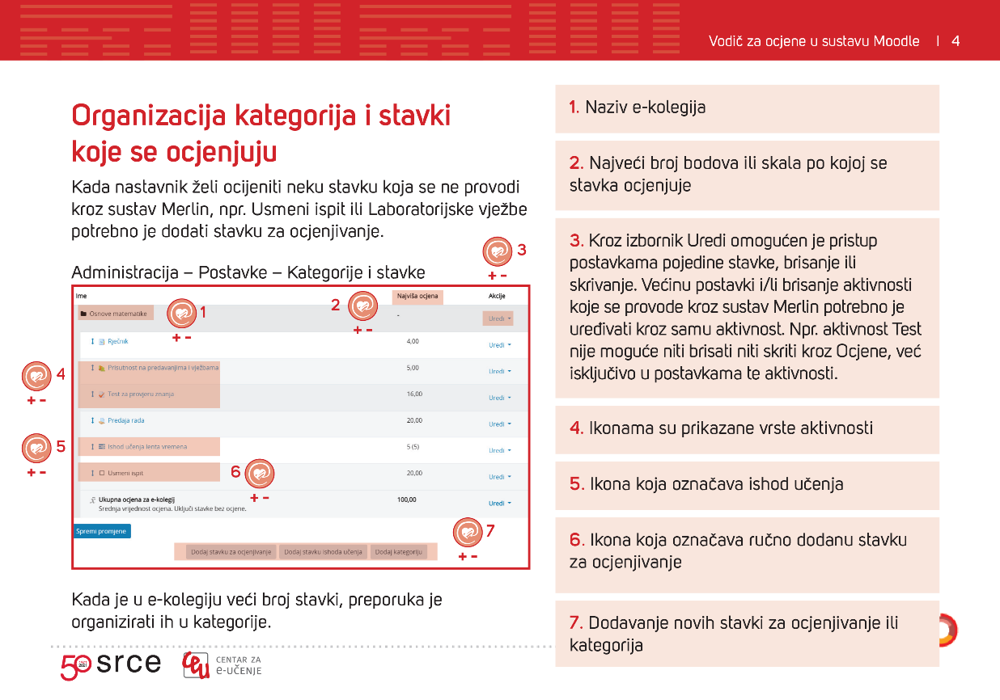 Vodič za ocjene u sustavu Moodle | 4
Organizacija kategorija i stavki
koje se ocjenjuju
Kada nastavnik želi ocijeniti neku stavku koja se ne provodi
kroz sustav Merlin, npr. Usmeni ispit ili Laboratorijske vježbe
potrebno je dodati stavku za ocjenjivanje.
Administracija – Postavke – Kategorije i stavke
3
+ -
Ime Najviša ocjena Akcije
Osnove matematike - Uredi
1
+ -
2
+ -
Rječnik 4,00 Uredi
Prisutnost na predavanjima i vježbama 5,00 Uredi
4
+ -
Test za provjeru znanja 16,00 Uredi
Predaja rada 20,00 Uredi
5
+ -
Ishod učenja lenta vremena 5 (5) Uredi
Usmeni ispit 20,00 Uredi
6
+ -
Ukupna ocjena za e-kolegij 100,00 Uredi
Srednja vrijednost ocjena. Uključi stavke bez ocjene.
Spremi promjene
7
+ -
Dodaj stavku za ocjenjivanje Dodaj stavku ishoda učenja Dodaj kategoriju
Kada je u e-kolegiju veći broj stavki, preporuka je
organizirati ih u kategorije.
1. Naziv e-kolegija
2. Najveći broj bodova ili skala po kojoj se
stavka ocjenjuje
3. Kroz izbornik Uredi omogućen je pristup
postavkama pojedine stavke, brisanje ili
skrivanje. Većinu postavki i/li brisanje aktivnosti
koje se provode kroz sustav Merlin potrebno je
uređivati kroz samu aktivnost. Npr. aktivnost Test
nije moguće niti brisati niti skriti kroz Ocjene, već
isključivo u postavkama te aktivnosti.
4. Ikonama su prikazane vrste aktivnosti
5. Ikona koja označava ishod učenja
6. Ikona koja označava ručno dodanu stavku
za ocjenjivanje
7. Dodavanje novih stavki za ocjenjivanje ili
kategorija
50 srce
ceu
CENTAR ZA
e-UČENJE